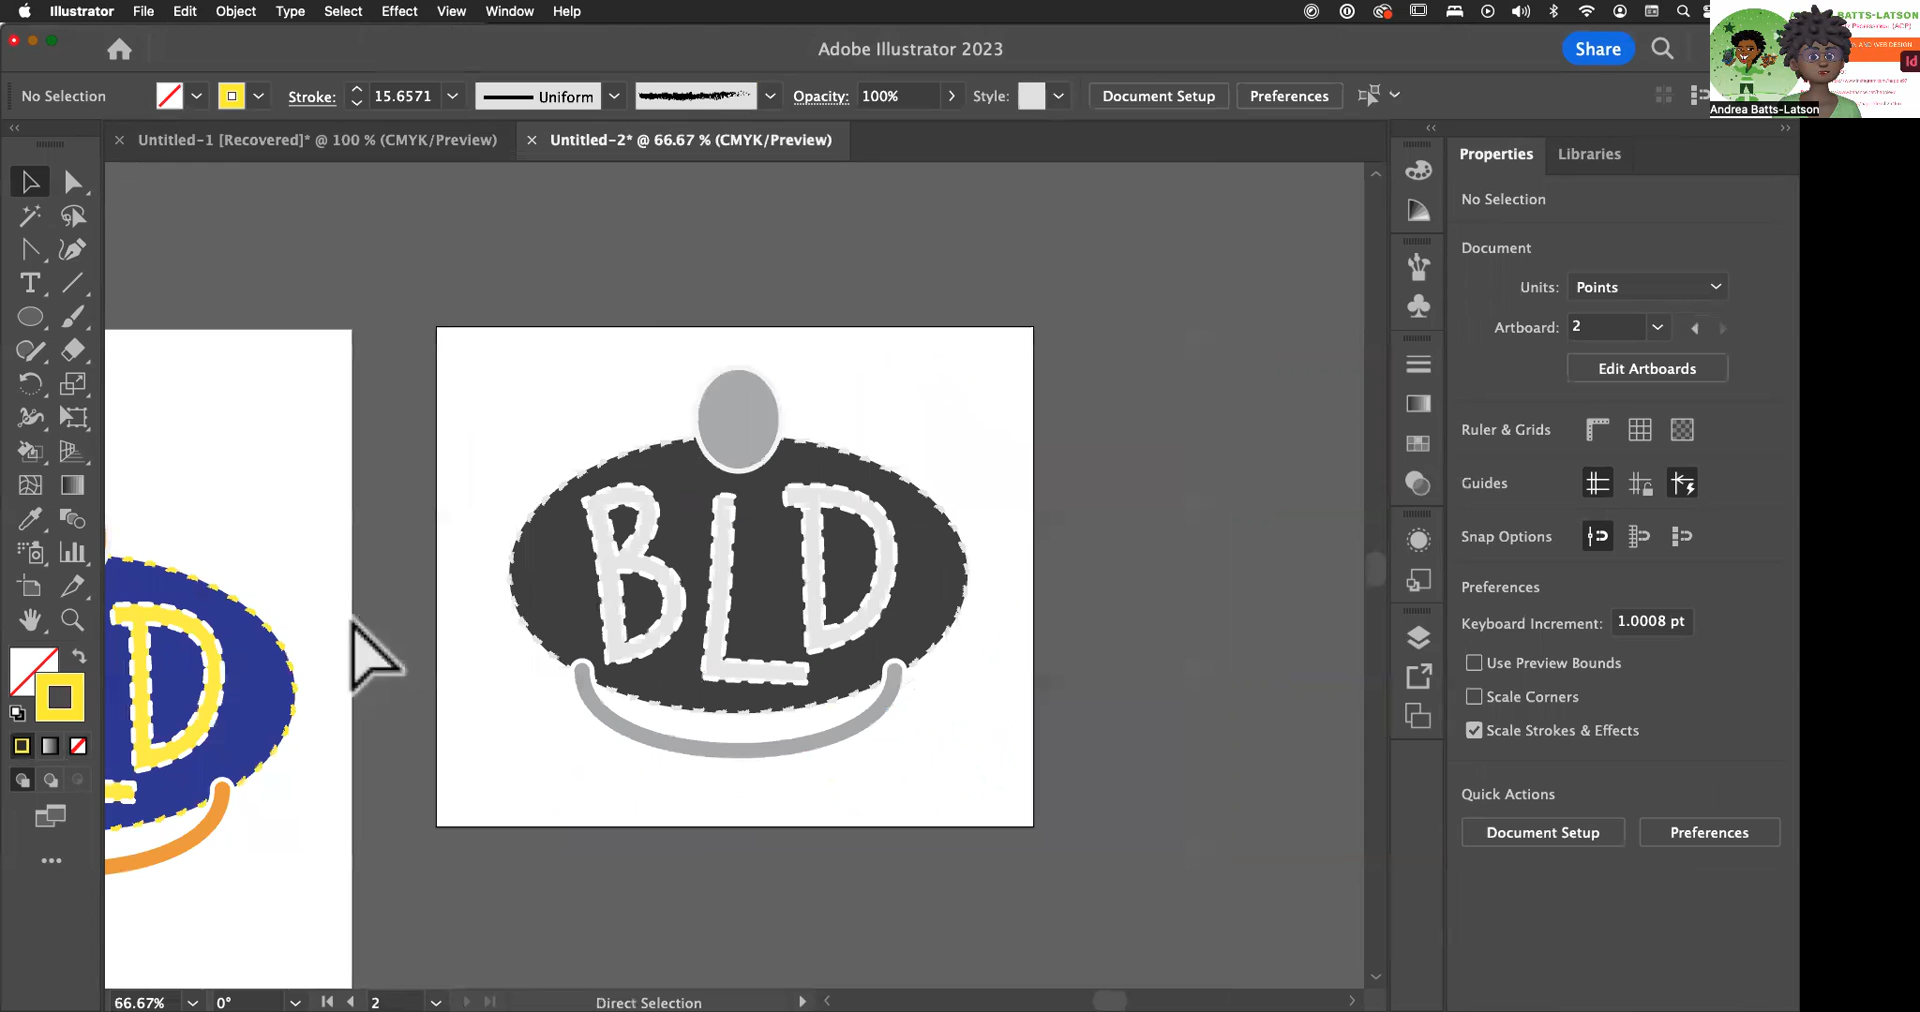 Illustrator File Edit Object Type Select Effect View Window Help
Adobe Illustrator 2023
Share
No Selection
Stroke: 15.6571
Uniform
Opacity: 100%
Style:
Document Setup
Preferences
BATTS-LATSON
AND WEB DESIGN
Id
Andrea Batts-Latson
Untitled-1 [Recovered]* @ 100 % (CMYK/Preview)
Untitled-2* @ 66.67 % (CMYK/Preview)
Properties
Libraries
No Selection
Document
Units: Points
Artboard: 2
Edit Artboards
Ruler & Grids
Guides
Snap Options
Preferences
Keyboard Increment: 1.0008 pt
Use Preview Bounds
Scale Corners
Scale Strokes & Effects
Quick Actions
Document Setup
Preferences
BLD
D
66.67%
0°
2
Direct Selection